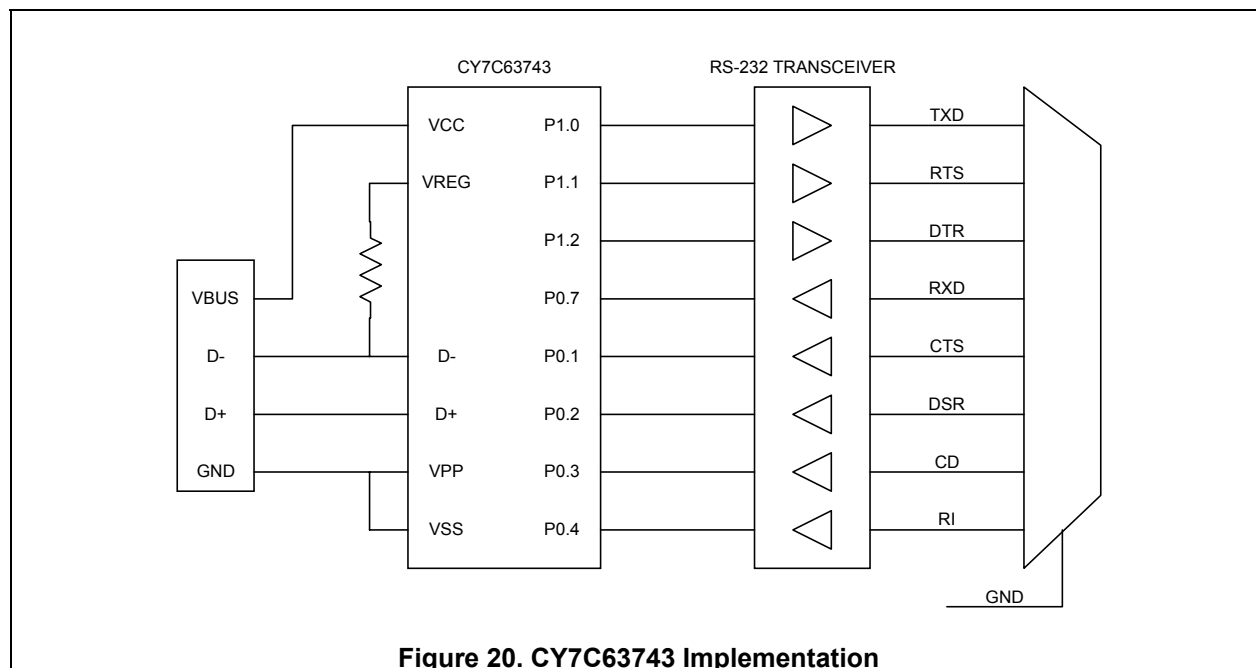 CY7C63743
RS-232 TRANSCEIVER
VCC
P1.0
TXD
VREG
P1.1
RTS
P1.2
DTR
VBUS
P0.7
RXD
D-
D-
P0.1
CTS
D+
D+
P0.2
DSR
GND
VPP
P0.3
CD
VSS
P0.4
RI
GND
Figure 20. CY7C63743 Implementation